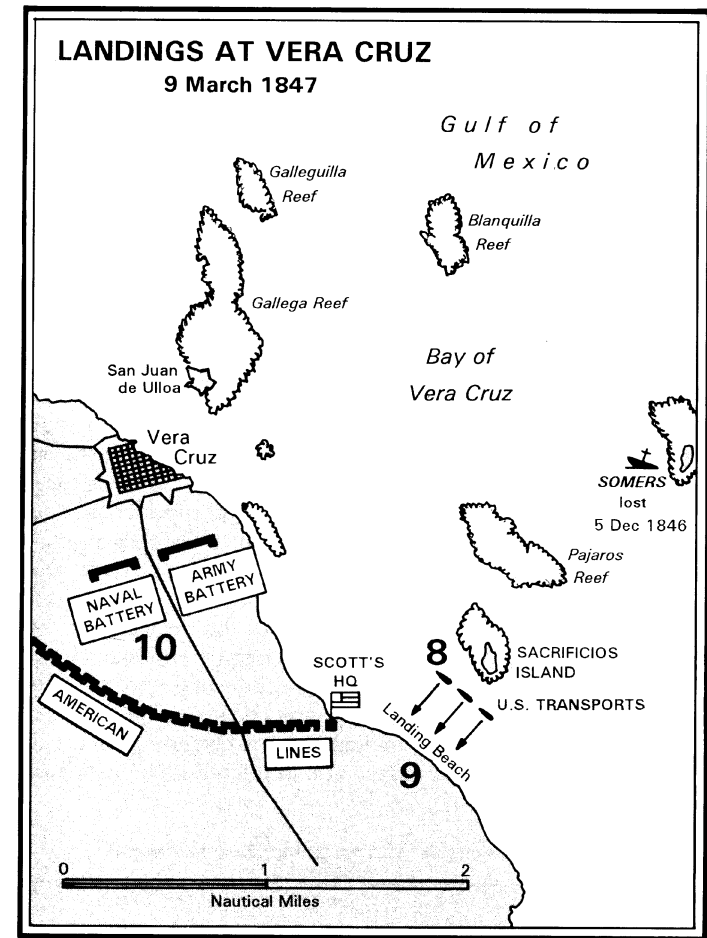 LANDINGS AT VERA CRUZ
9 March 1847
Gulf of
Mexico
Galleguilla
Reef
Blanquilla
Reef
Gallega Reef
San Juan
de Ulloa
Bay of
Vera Cruz
Vera
Cruz
SOMERS
lost
5 Dec 1846
Pajaros
Reef
ARMY
BATTERY
NAVAL
BATTERY
10
SCOTT'S
HQ
8
SACRIFICIOS
ISLAND
U.S. TRANSPORTS
AMERICAN
LINES
Landing Beach
9
0 1 2
Nautical Miles